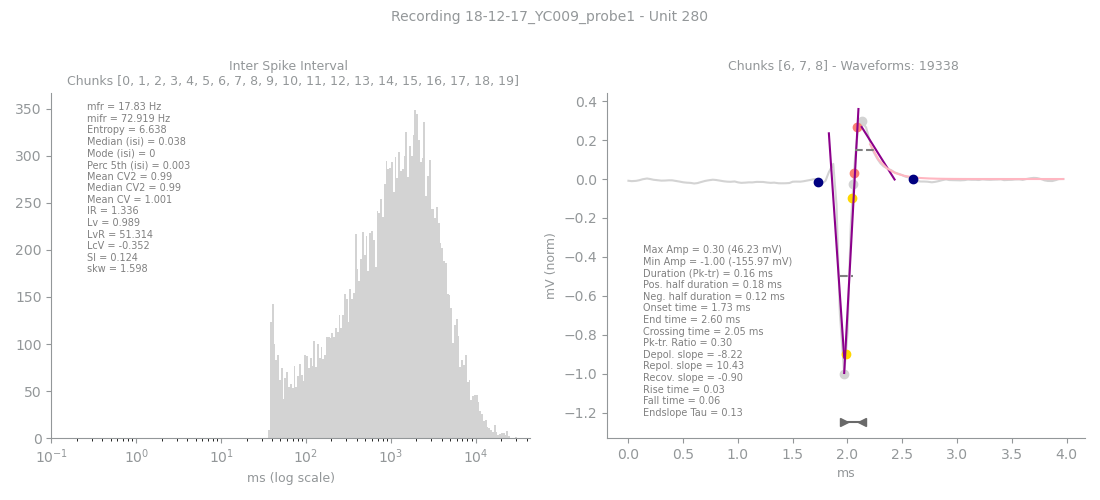 Recording 18-12-17_YC009_probe1 - Unit 280
Inter Spike Interval
Chunks [0, 1, 2, 3, 4, 5, 6, 7, 8, 9, 10, 11, 12, 13, 14, 15, 16, 17, 18, 19]
350
300
250
200
150
100
50
0
mfr = 17.83 Hz
mifr = 72.919 Hz
Entropy = 6.638
Median (isi) = 0.038
Mode (isi) = 0
Perc 5th (isi) = 0.003
Mean CV2 = 0.99
Median CV2 = 0.99
Mean CV = 1.001
IR = 1.336
Lv = 0.989
LvR = 51.314
LcV = -0.352
SI = 0.124
skw = 1.598
10⁻¹ 10⁰ 10¹ 10² 10³ 10⁴
ms (log scale)
Chunks [6, 7, 8] - Waveforms: 19338
mV (norm)
0.4
0.2
0.0
−0.2
−0.4
−0.6
−0.8
−1.0
−1.2
Max Amp = 0.30 (46.23 mV)
Min Amp = -1.00 (-155.97 mV)
Duration (Pk-tr) = 0.16 ms
Pos. half duration = 0.18 ms
Neg. half duration = 0.12 ms
Onset time = 1.73 ms
End time = 2.60 ms
Crossing time = 2.05 ms
Pk-tr. Ratio = 0.30
Depol. slope = -8.22
Repol. slope = 10.43
Recov. slope = -0.90
Rise time = 0.03
Fall time = 0.06
Endslope Tau = 0.13
0.0 0.5 1.0 1.5 2.0 2.5 3.0 3.5 4.0
ms